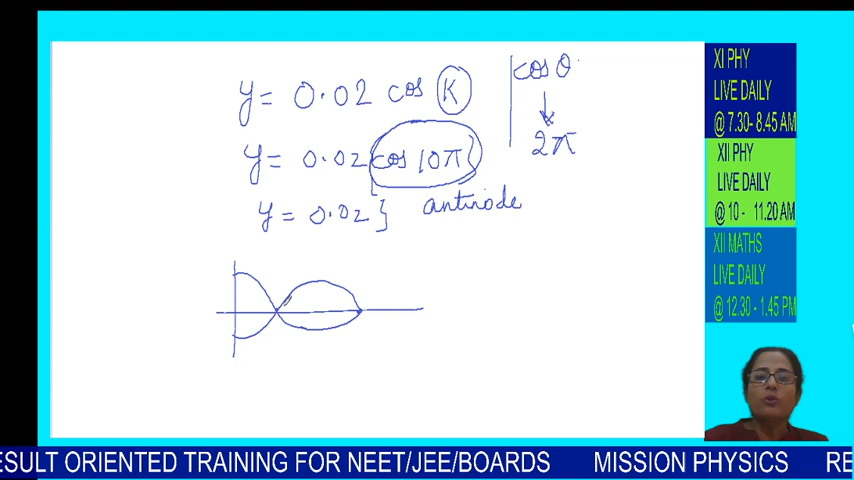 y = 0.02 cos K
cosθ
y = 0.02 cos 10π
2π
y = 0.02 } antinode
XI PHY
LIVE DAILY
@ 7.30- 8.45 AM
XII PHY
LIVE DAILY
@ 10 - 11.20 AM
XII MATHS
LIVE DAILY
@ 12.30 - 1.45 PM
ESULT ORIENTED TRAINING FOR NEET/JEE/BOARDS MISSION PHYSICS RE